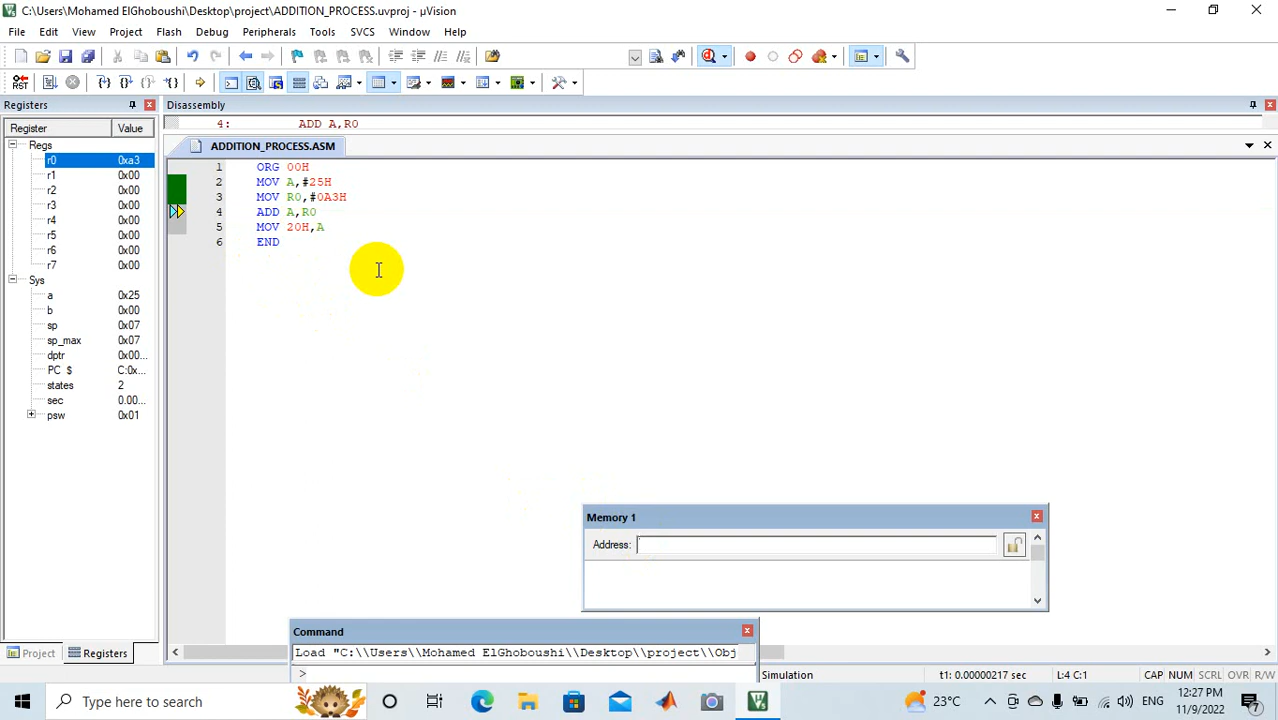 C:\Users\Mohamed ElGhoboushi\Desktop\project\ADDITION_PROCESS.uvproj - µVision
File Edit View Project Flash Debug Peripherals Tools SVCS Window Help
Registers
Register Value
Regs
r0 0xa3
r1 0x00
r2 0x00
r3 0x00
r4 0x00
r5 0x00
r6 0x00
r7 0x00
Sys
a 0x25
b 0x00
sp 0x07
sp_max 0x07
dptr 0x00...
PC $ C:0x...
states 2
sec 0.00...
psw 0x01
Project Registers
Disassembly
4: ADD A,R0
ADDITION_PROCESS.ASM
1 ORG 00H
2 MOV A,#25H
3 MOV R0,#0A3H
4 ADD A,R0
5 MOV 20H,A
6 END
Memory 1
Address:
Command
Load "C:\\Users\\Mohamed ElGhoboushi\\Desktop\\project\\Obj
>
Simulation t1: 0.00000217 sec L:4 C:1 CAP NUM SCRL OVR R/W
Type here to search
23°C
ENG
12:27 PM
11/9/2022
7